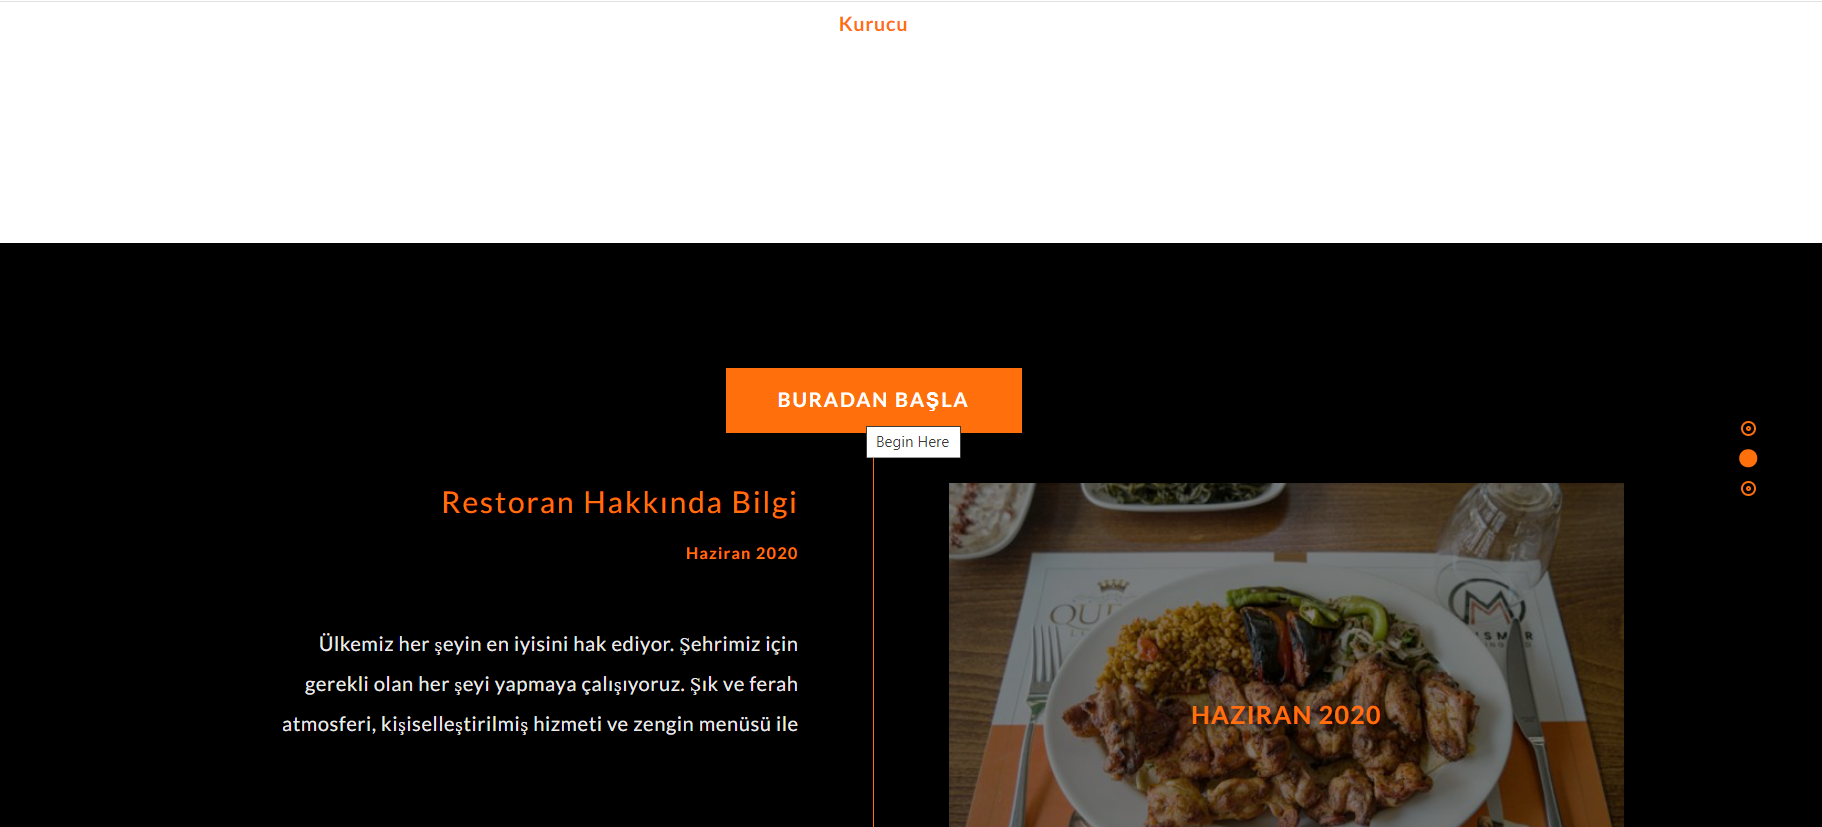 Kurucu
BURADAN BAŞLA
Begin Here
Restoran Hakkında Bilgi
Haziran 2020
Ülkemiz her şeyin en iyisini hak ediyor. Şehrimiz için
gerekli olan her şeyi yapmaya çalışıyoruz. Şık ve ferah
atmosferi, kişiselleştirilmiş hizmeti ve zengin menüsü ile
HAZIRAN 2020